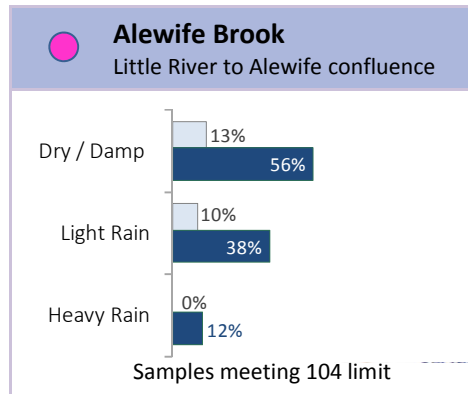 Alewife Brook
Little River to Alewife confluence
Dry / Damp
13%
56%
Light Rain
10%
38%
Heavy Rain
0%
12%
Samples meeting 104 limit